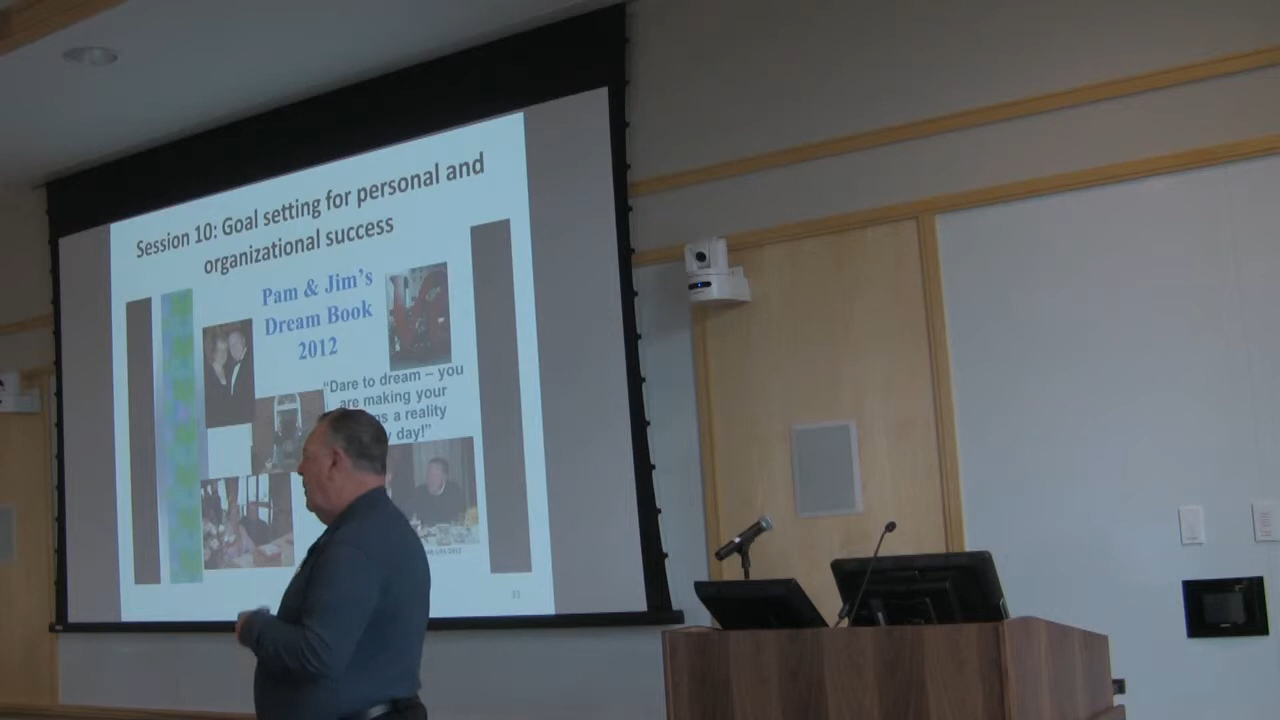 Session 10: Goal setting for personal and
organizational success
Pam & Jim's
Dream Book
2012
"Dare to dream – you
are making your
a reality
day!"